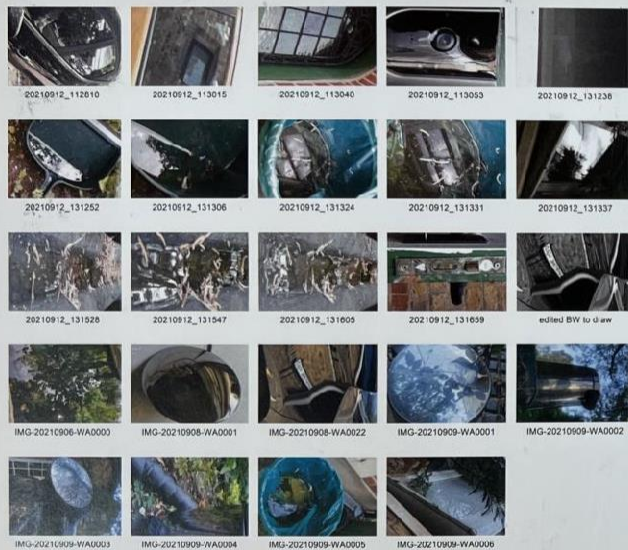 20210912_112810
20210912_113015
20210912_113040
20210912_113053
20210912_131238
20210912_131252
20210912_131306
20210912_131324
20210912_131331
20210912_131337
20210912_131528
20210912_131547
20210912_131605
20210912_131659
edited BW to draw
IMG-20210906-WA0000
IMG-20210908-WA0001
IMG-20210908-WA0022
IMG-20210909-WA0001
IMG-20210909-WA0002
IMG-20210909-WA0003
IMG-20210909-WA0004
IMG-20210909-WA0005
IMG-20210909-WA0006